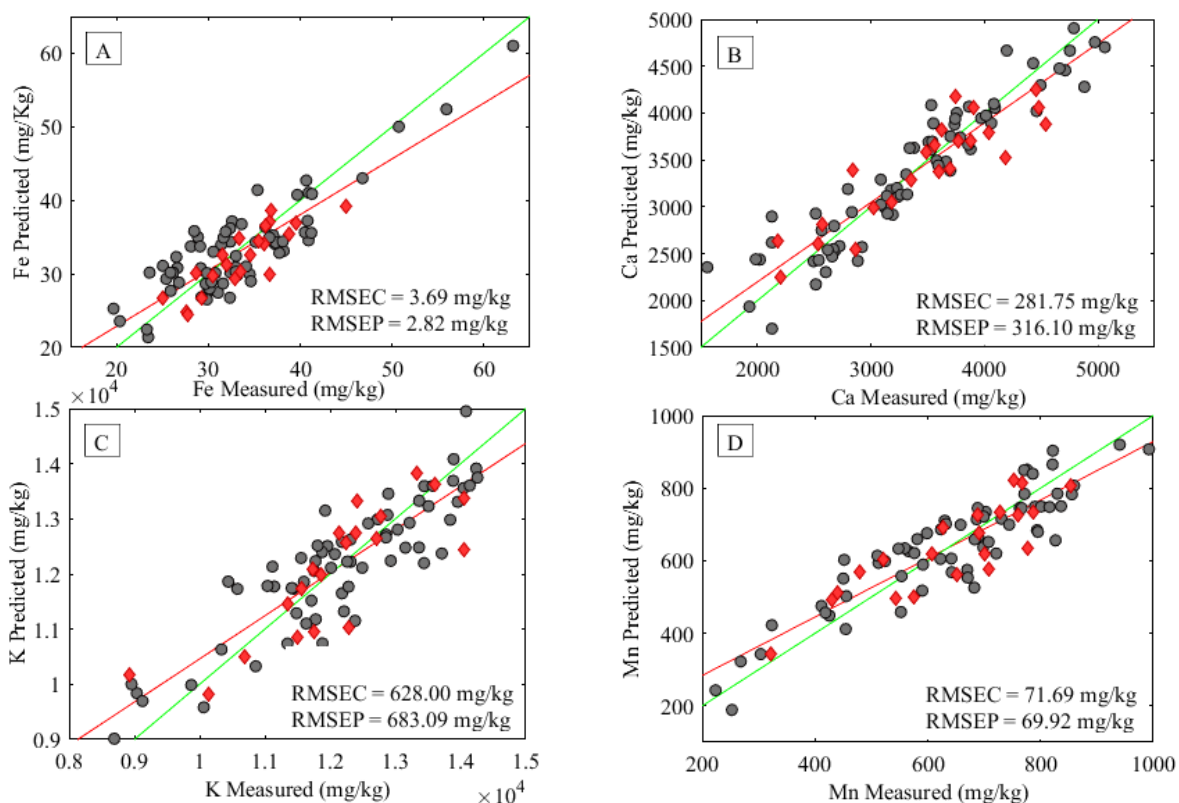 A
Fe Predicted (mg/Kg)
60
50
40
30
20
RMSEC = 3.69 mg/kg
RMSEP = 2.82 mg/kg
20 30 40 50 60
Fe Measured (mg/kg)
B
Ca Predicted (mg/kg)
5000
4500
4000
3500
3000
2500
2000
1500
RMSEC = 281.75 mg/kg
RMSEP = 316.10 mg/kg
2000 3000 4000 5000
Ca Measured (mg/kg)
× 10⁴
C
K Predicted (mg/kg)
1.5
1.4
1.3
1.2
1.1
1
0.9
RMSEC = 628.00 mg/kg
RMSEP = 683.09 mg/kg
0.8 0.9 1.0 1.1 1.2 1.3 1.4 1.5
K Measured (mg/kg)
× 10⁴
D
Mn Predicted (mg/kg)
1000
800
600
400
200
RMSEC = 71.69 mg/kg
RMSEP = 69.92 mg/kg
200 400 600 800 1000
Mn Measured (mg/kg)